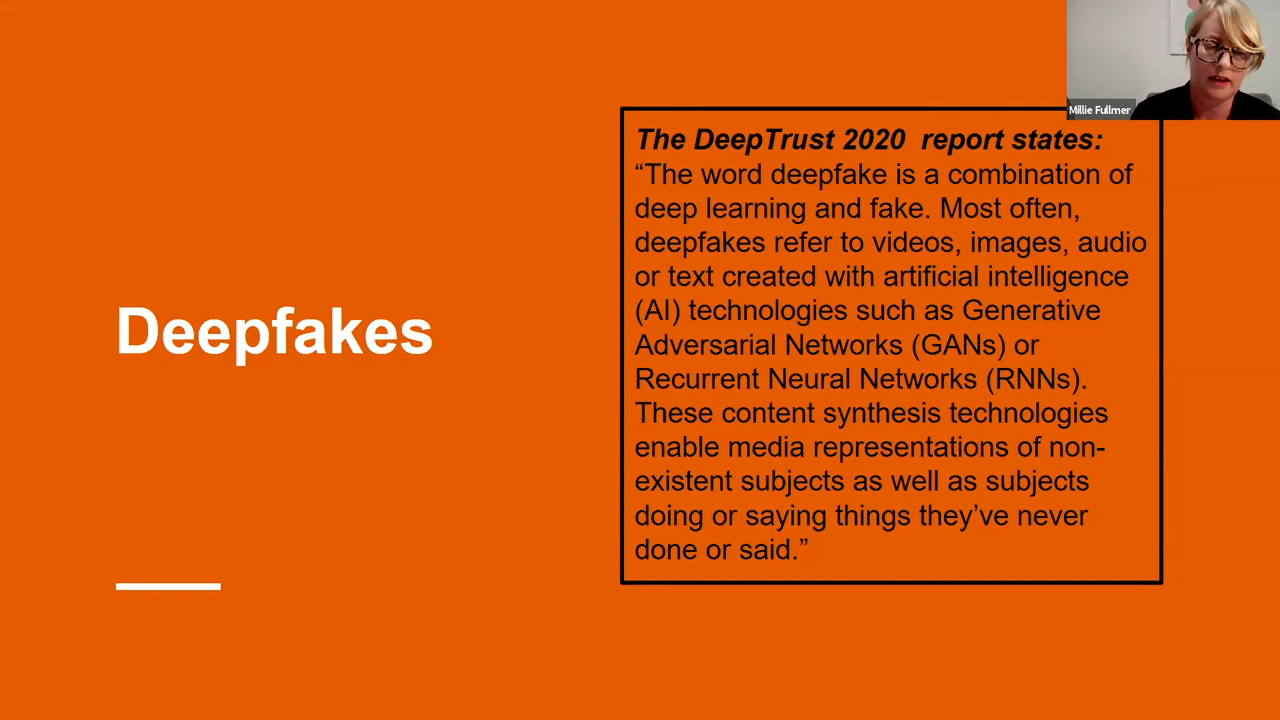 Millie Fullmer
Deepfakes
The DeepTrust 2020  report states:
“The word deepfake is a combination of
deep learning and fake. Most often,
deepfakes refer to videos, images, audio
or text created with artificial intelligence
(AI) technologies such as Generative
Adversarial Networks (GANs) or
Recurrent Neural Networks (RNNs).
These content synthesis technologies
enable media representations of non-
existent subjects as well as subjects
doing or saying things they’ve never
done or said.”